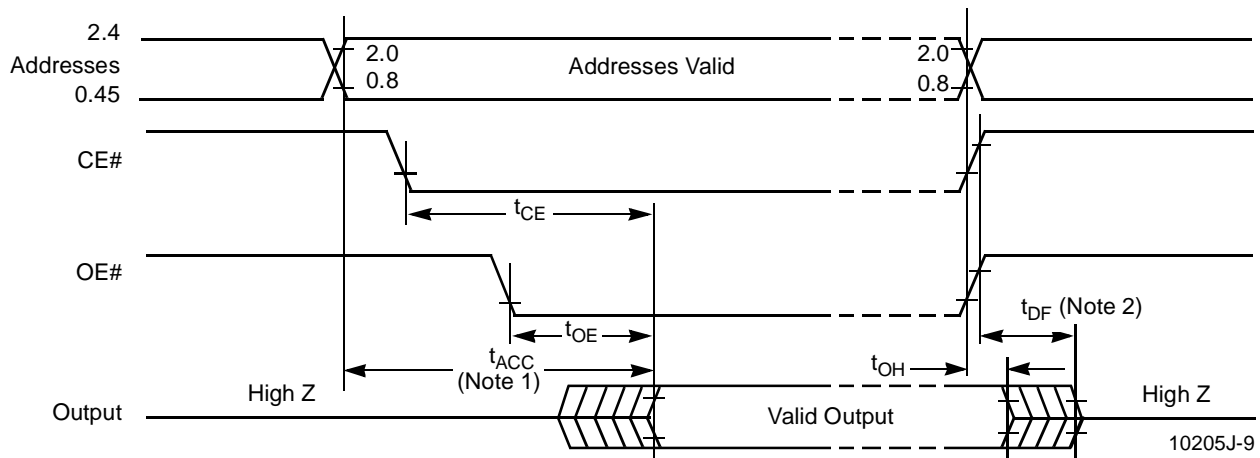 2.4
Addresses
0.45
2.0
0.8
Addresses Valid
2.0
0.8
CE#
tCE
OE#
tOE
tDF (Note 2)
tACC
(Note 1)
tOH
Output
High Z
Valid Output
High Z
10205J-9